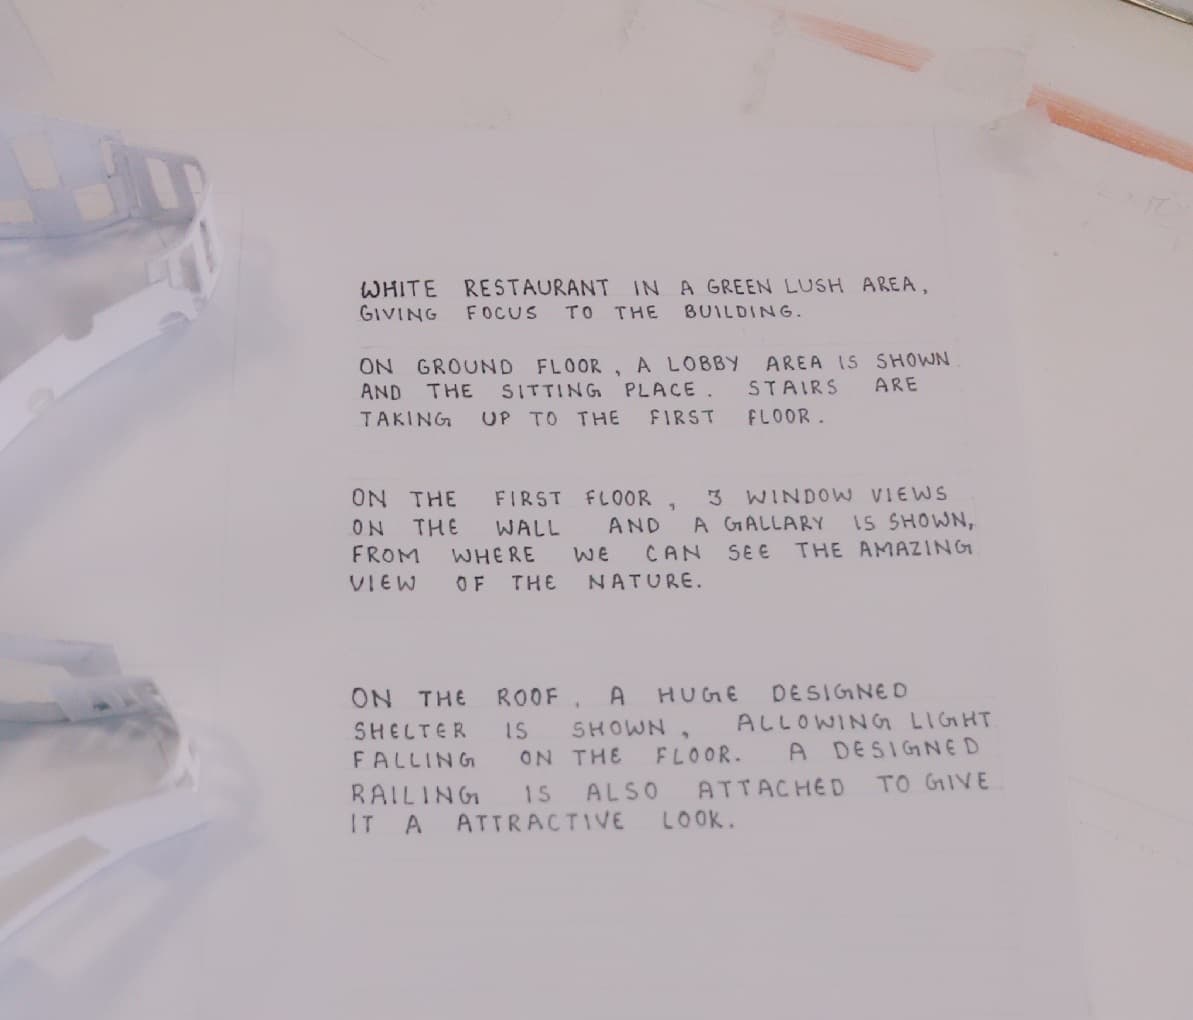 WHITE RESTAURANT IN A GREEN LUSH AREA,
GIVING FOCUS TO THE BUILDING.
ON GROUND FLOOR, A LOBBY AREA IS SHOWN
AND THE SITTING PLACE. STAIRS ARE
TAKING UP TO THE FIRST FLOOR.
ON THE FIRST FLOOR, 3 WINDOW VIEWS
ON THE WALL AND A GALLARY IS SHOWN,
FROM WHERE WE CAN SEE THE AMAZING
VIEW OF THE NATURE.
ON THE ROOF, A HUGE DESIGNED
SHELTER IS SHOWN, ALLOWING LIGHT
FALLING ON THE FLOOR. A DESIGNED
RAILING IS ALSO ATTACHED TO GIVE
IT A ATTRACTIVE LOOK.